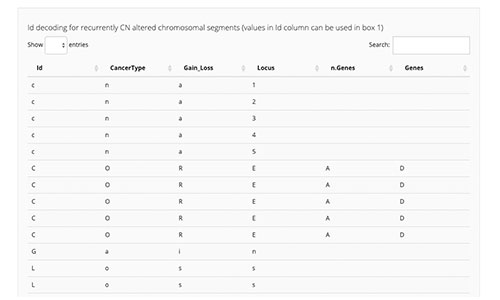 Id decoding for recurrently CN altered chromosomal segments (values in Id column can be used in box 1)
Show entries Search:
Id CancerType Gain_Loss Locus n.Genes Genes
c n a 1
c n a 2
c n a 3
c n a 4
c n a 5
C O R E A D
C O R E A D
C O R E A D
C O R E A D
C O R E A D
G a i n
L o s s
L o s s